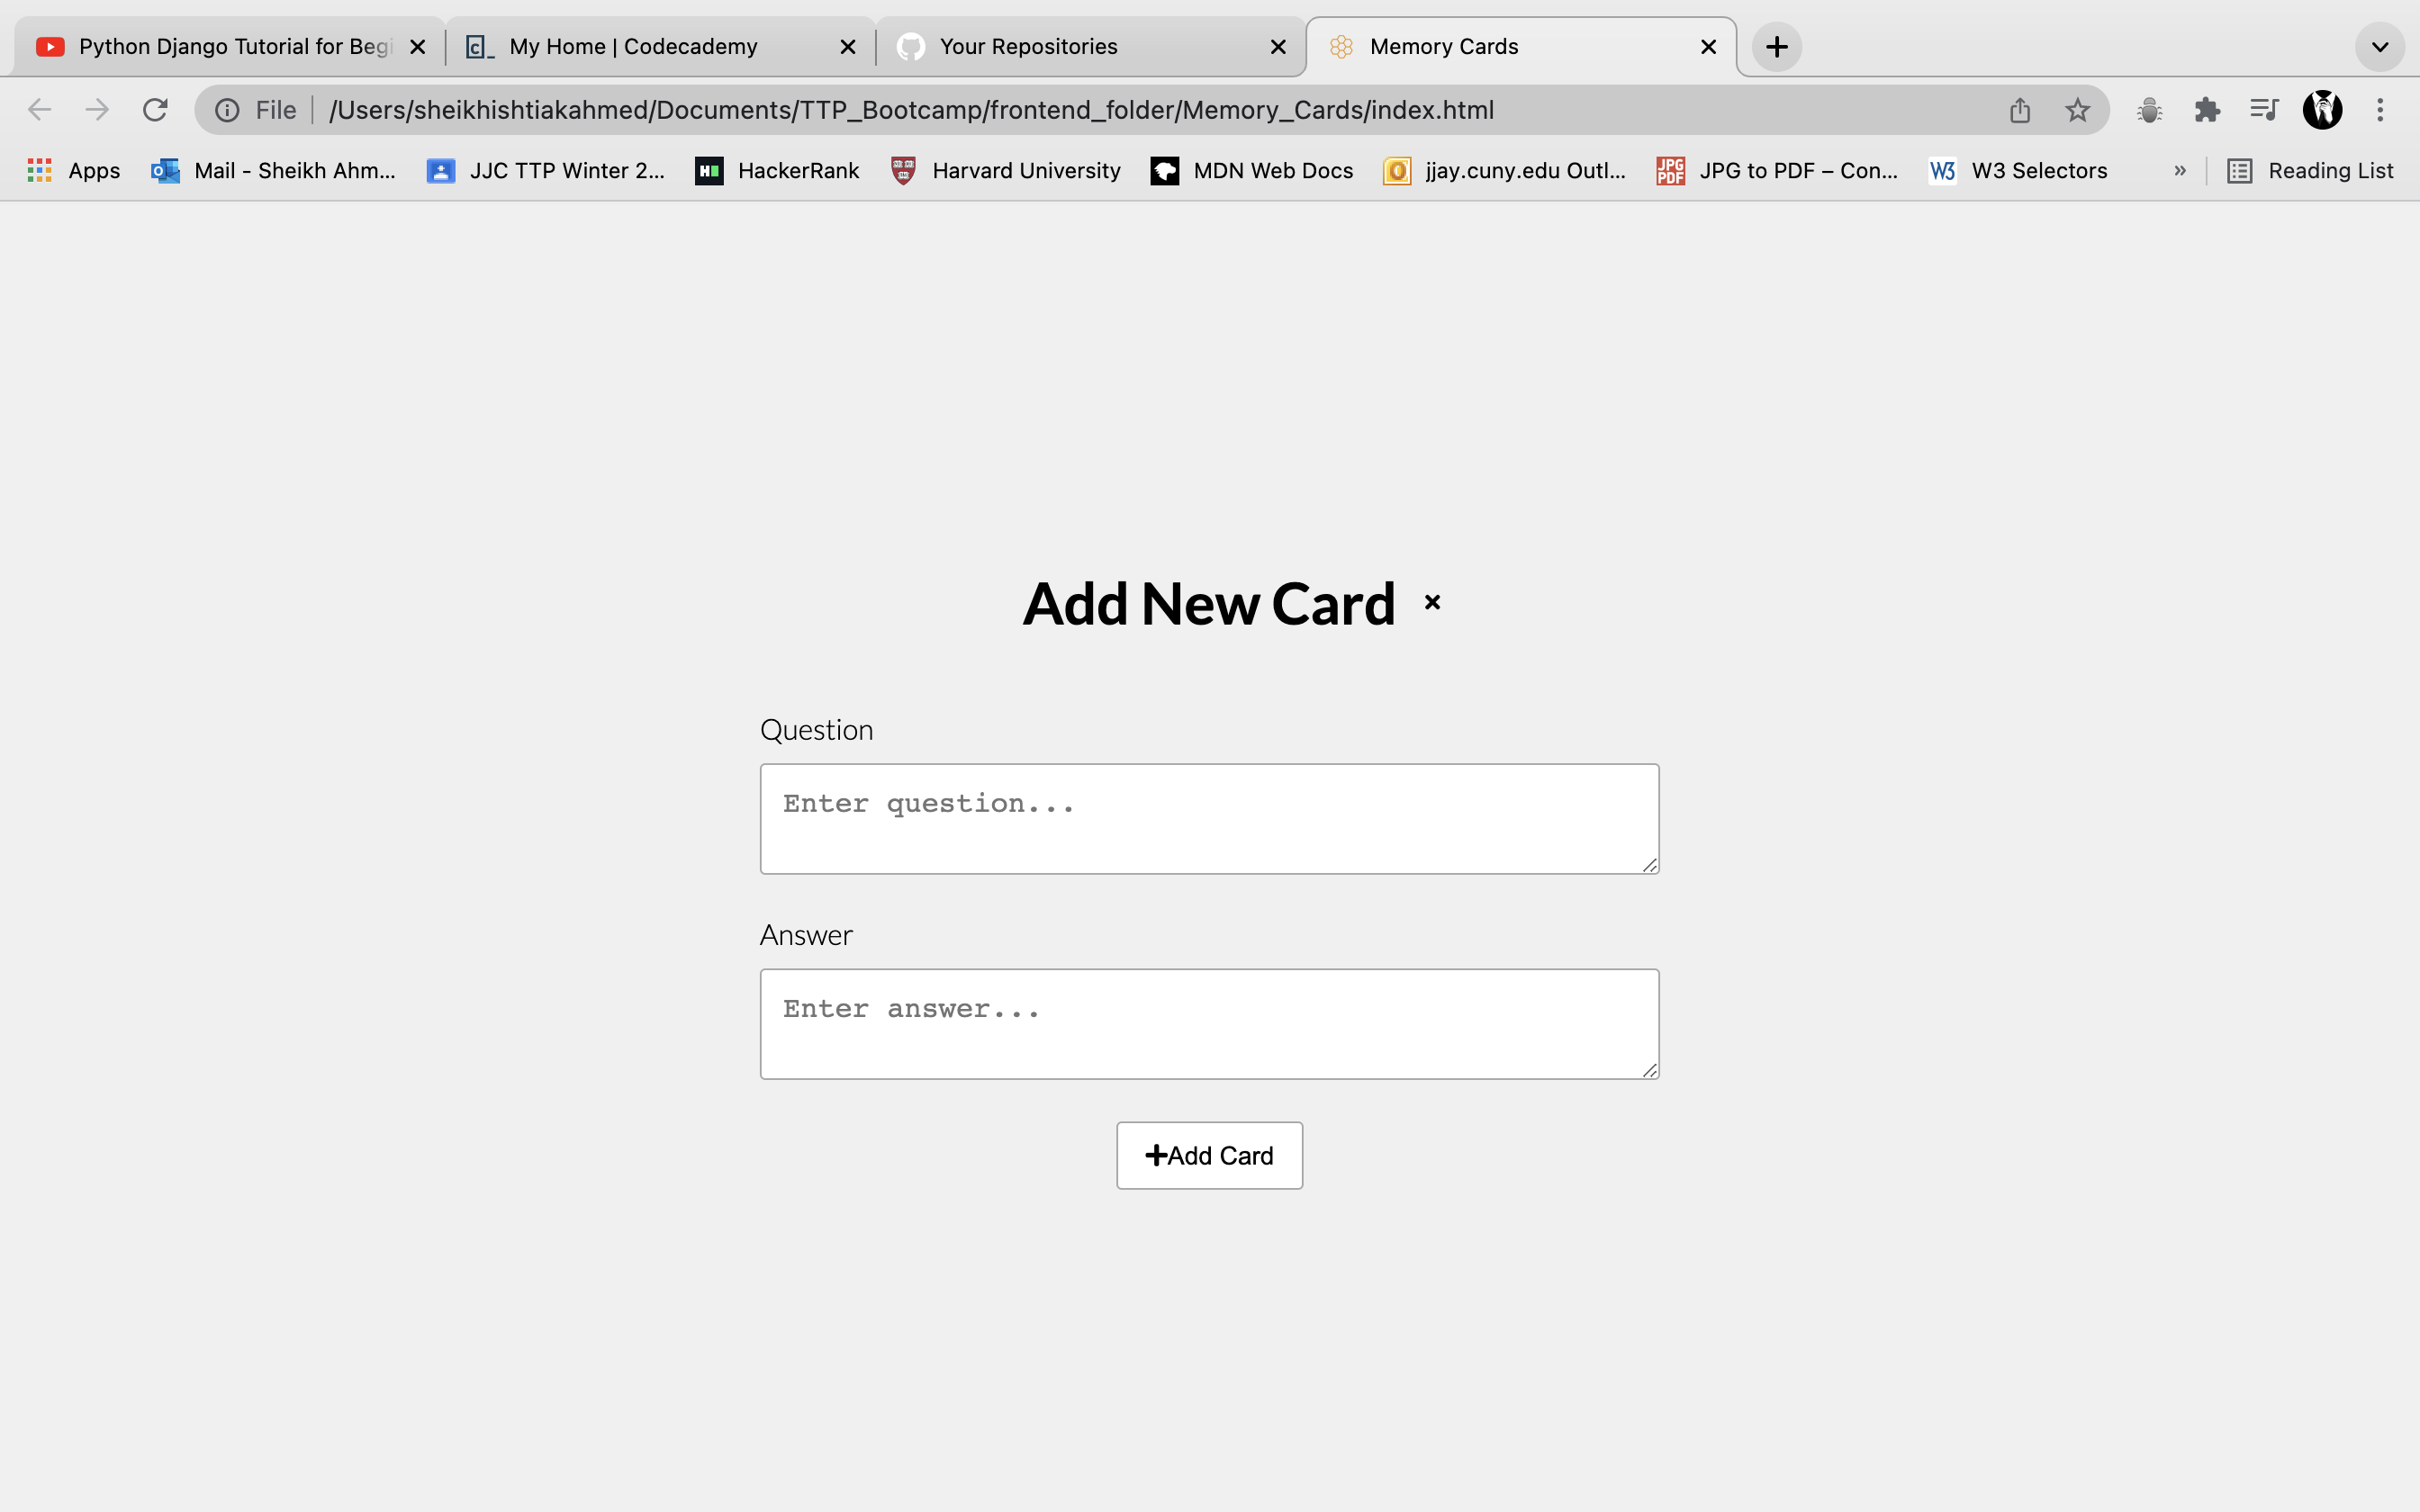 Python Django Tutorial for Begi
My Home | Codecademy
Your Repositories
Memory Cards
File | /Users/sheikhishtiakahmed/Documents/TTP_Bootcamp/frontend_folder/Memory_Cards/index.html
Apps
Mail - Sheikh Ahm...
JJC TTP Winter 2...
HackerRank
Harvard University
MDN Web Docs
jjay.cuny.edu Outl...
JPG to PDF – Con...
W3 Selectors
»
Reading List
Add New Card ×
Question
Enter question...
Answer
Enter answer...
+Add Card